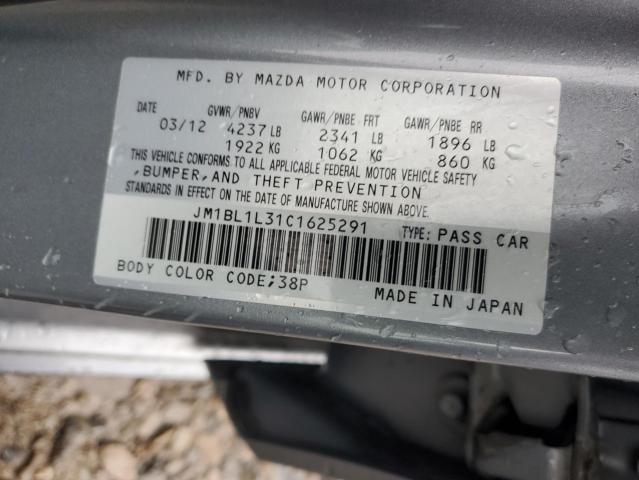 MFD. BY MAZDA MOTOR CORPORATION
DATE GVWR/PNBV GAWR/PNBE FRT GAWR/PNBE RR
03/12 4237 LB 2341 LB 1896 LB
1922 KG 1062 KG 860 KG
THIS VEHICLE CONFORMS TO ALL APPLICABLE FEDERAL MOTOR VEHICLE SAFETY
,BUMPER,AND THEFT PREVENTION
STANDARDS IN EFFECT ON THE DATE OF MANUFACTURE SHOWN ABOVE.
JM1BL1L31C1625291 TYPE: PASS CAR
BODY COLOR CODE;38P MADE IN JAPAN